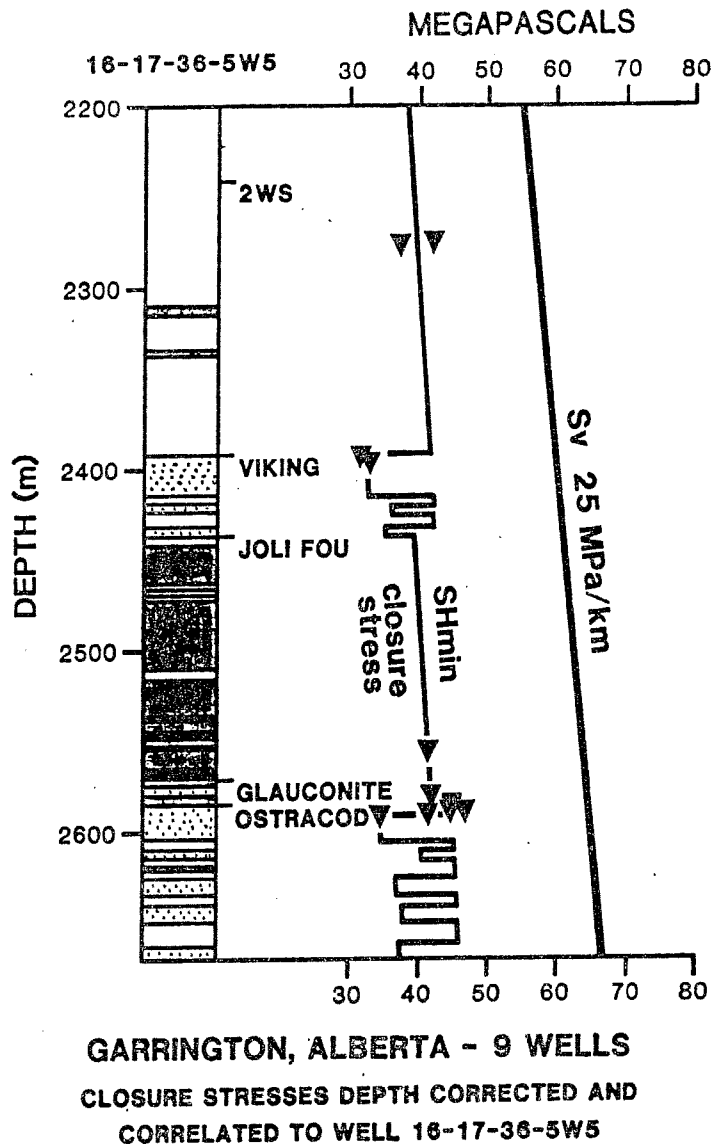 MEGAPASCALS
16-17-36-5W5
30 40 50 60 70 80
2200
2WS
2300
DEPTH (m)
2400
VIKING
JOLI FOU
2500
closure
stress
SHmin
Sv 25 MPa/km
GLAUCONITE
OSTRACOD
2600
30 40 50 60 70 80
GARRINGTON, ALBERTA - 9 WELLS
CLOSURE STRESSES DEPTH CORRECTED AND
CORRELATED TO WELL 16-17-36-5W5